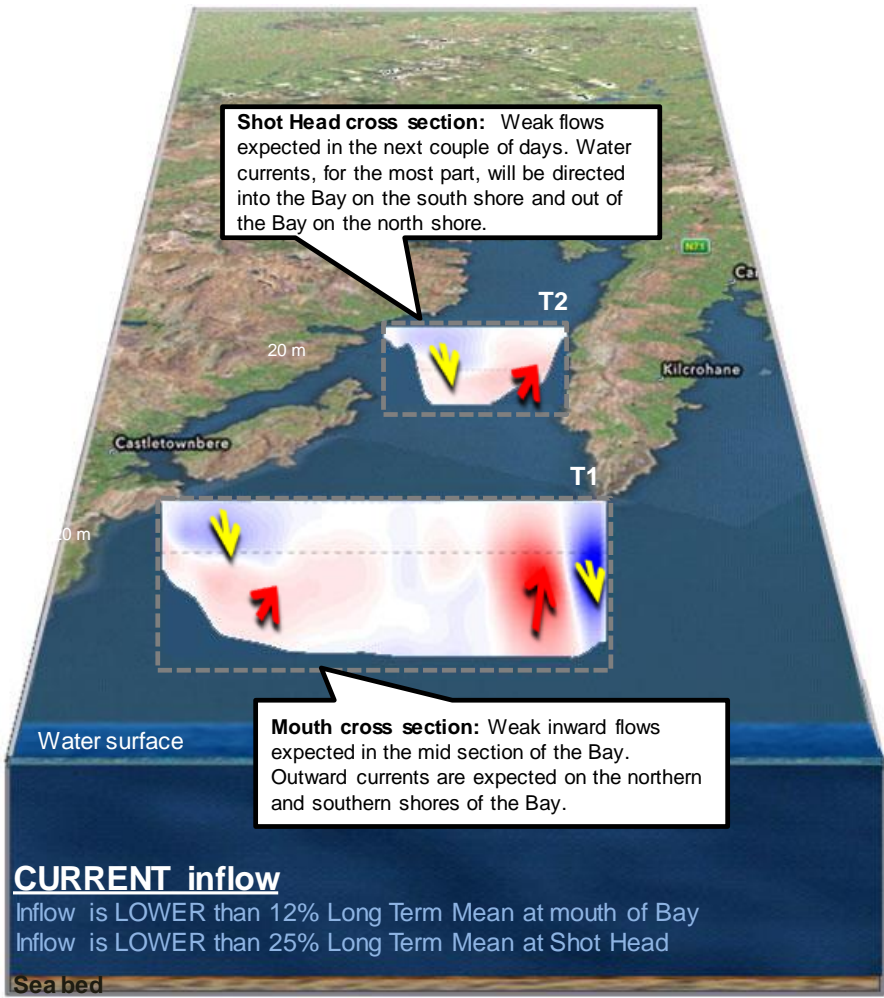 Shot Head cross section: Weak flows
expected in the next couple of days. Water
currents, for the most part, will be directed
into the Bay on the south shore and out of
the Bay on the north shore.
N71
Ca
T2
20 m
Kilcrohane
Castletownbere
T1
0 m
Mouth cross section: Weak inward flows
expected in the mid section of the Bay.
Outward currents are expected on the northern
and southern shores of the Bay.
Water surface
CURRENT inflow
Inflow is LOWER than 12% Long Term Mean at mouth of Bay
Inflow is LOWER than 25% Long Term Mean at Shot Head
Sea bed